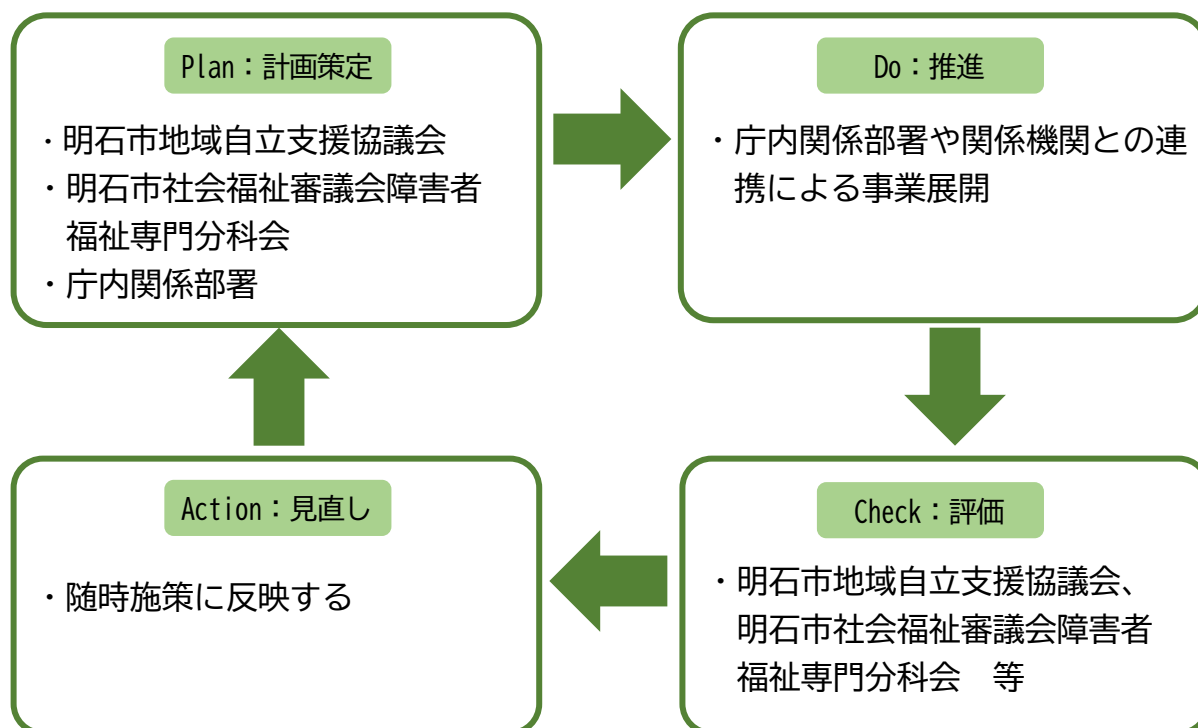 Plan：計画策定
・明石市地域自立支援協議会
・明石市社会福祉審議会障害者
福祉専門分科会
・庁内関係部署
Do：推進
・庁内関係部署や関係機関との連
携による事業展開
Action：見直し
・随時施策に反映する
Check：評価
・明石市地域自立支援協議会、
明石市社会福祉審議会障害者
福祉専門分科会　等